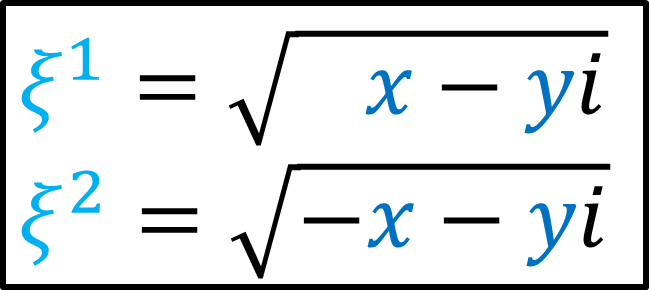 ξ¹ = √(x − yi)
ξ² = √(−x − yi)